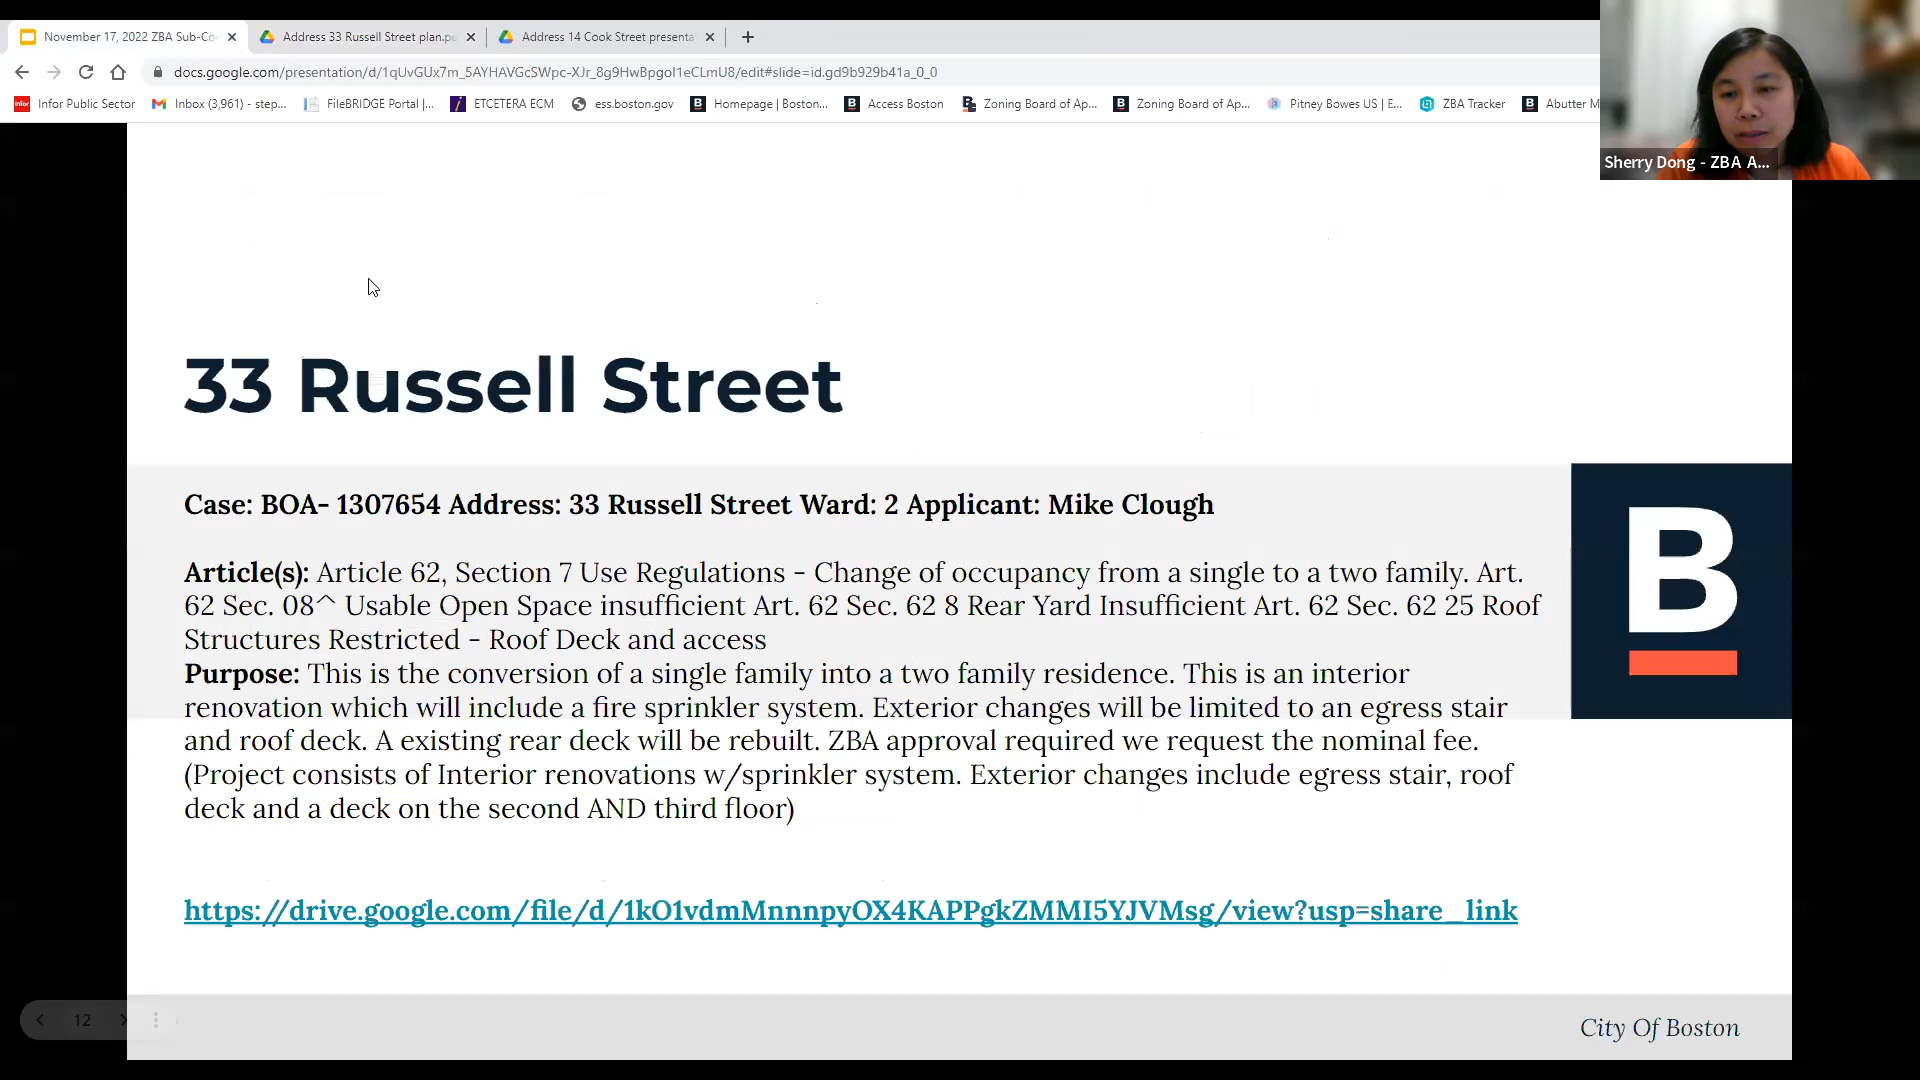 November 17, 2022 ZBA Sub-Co
Address 33 Russell Street plan.p
Address 14 Cook Street present
docs.google.com/presentation/d/1qUvGUx7m_5AYHAVGcSWpc-XJr_8g9HwBpgoI1eCLmU8/edit#slide=id.gd9b929b41a_0_0
infor Infor Public Sector
Inbox (3,961) - step...
FileBRIDGE Portal |...
ETCETERA ECM
ess.boston.gov
B Homepage | Boston...
B Access Boston
Zoning Board of Ap...
B Zoning Board of Ap...
Pitney Bowes US | E...
ZBA Tracker
B Abutter M
Sherry Dong - ZBA A...
33 Russell Street
Case: BOA- 1307654 Address: 33 Russell Street Ward: 2 Applicant: Mike Clough
Article(s): Article 62, Section 7 Use Regulations - Change of occupancy from a single to a two family. Art.
62 Sec. 08^ Usable Open Space insufficient Art. 62 Sec. 62 8 Rear Yard Insufficient Art. 62 Sec. 62 25 Roof
Structures Restricted - Roof Deck and access
Purpose: This is the conversion of a single family into a two family residence. This is an interior
renovation which will include a fire sprinkler system. Exterior changes will be limited to an egress stair
and roof deck. A existing rear deck will be rebuilt. ZBA approval required we request the nominal fee.
(Project consists of Interior renovations w/sprinkler system. Exterior changes include egress stair, roof
deck and a deck on the second AND third floor)
B
https://drive.google.com/file/d/1kO1vdmMnnnpyOX4KAPPgkZMMI5YJVMsg/view?usp=share_link
12
City Of Boston